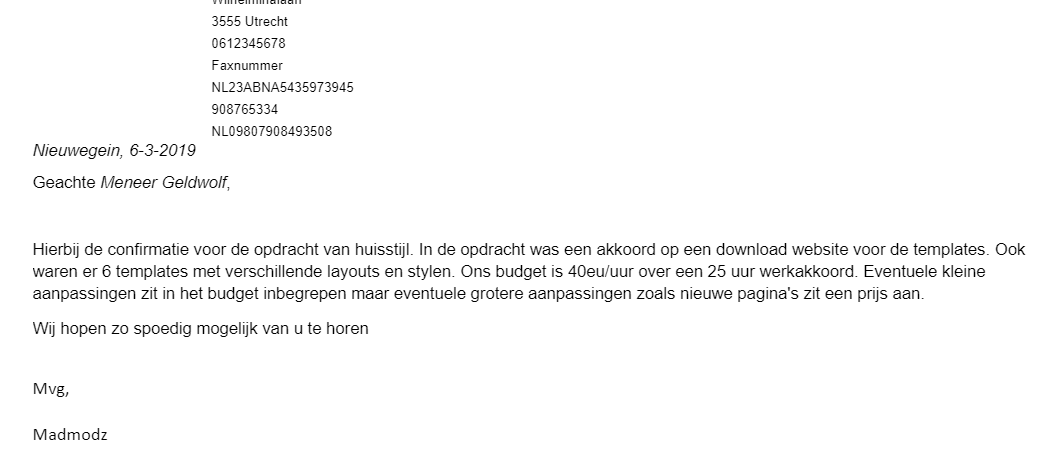 Wilhelminalaan
3555 Utrecht
0612345678
Faxnummer
NL23ABNA5435973945
908765334
NL09807908493508
Nieuwegein, 6-3-2019
Geachte Meneer Geldwolf,
Hierbij de confirmatie voor de opdracht van huisstijl. In de opdracht was een akkoord op een download website voor de templates. Ook
waren er 6 templates met verschillende layouts en stylen. Ons budget is 40eu/uur over een 25 uur werkakkoord. Eventuele kleine
aanpassingen zit in het budget inbegrepen maar eventuele grotere aanpassingen zoals nieuwe pagina's zit een prijs aan.
Wij hopen zo spoedig mogelijk van u te horen
Mvg,
Madmodz